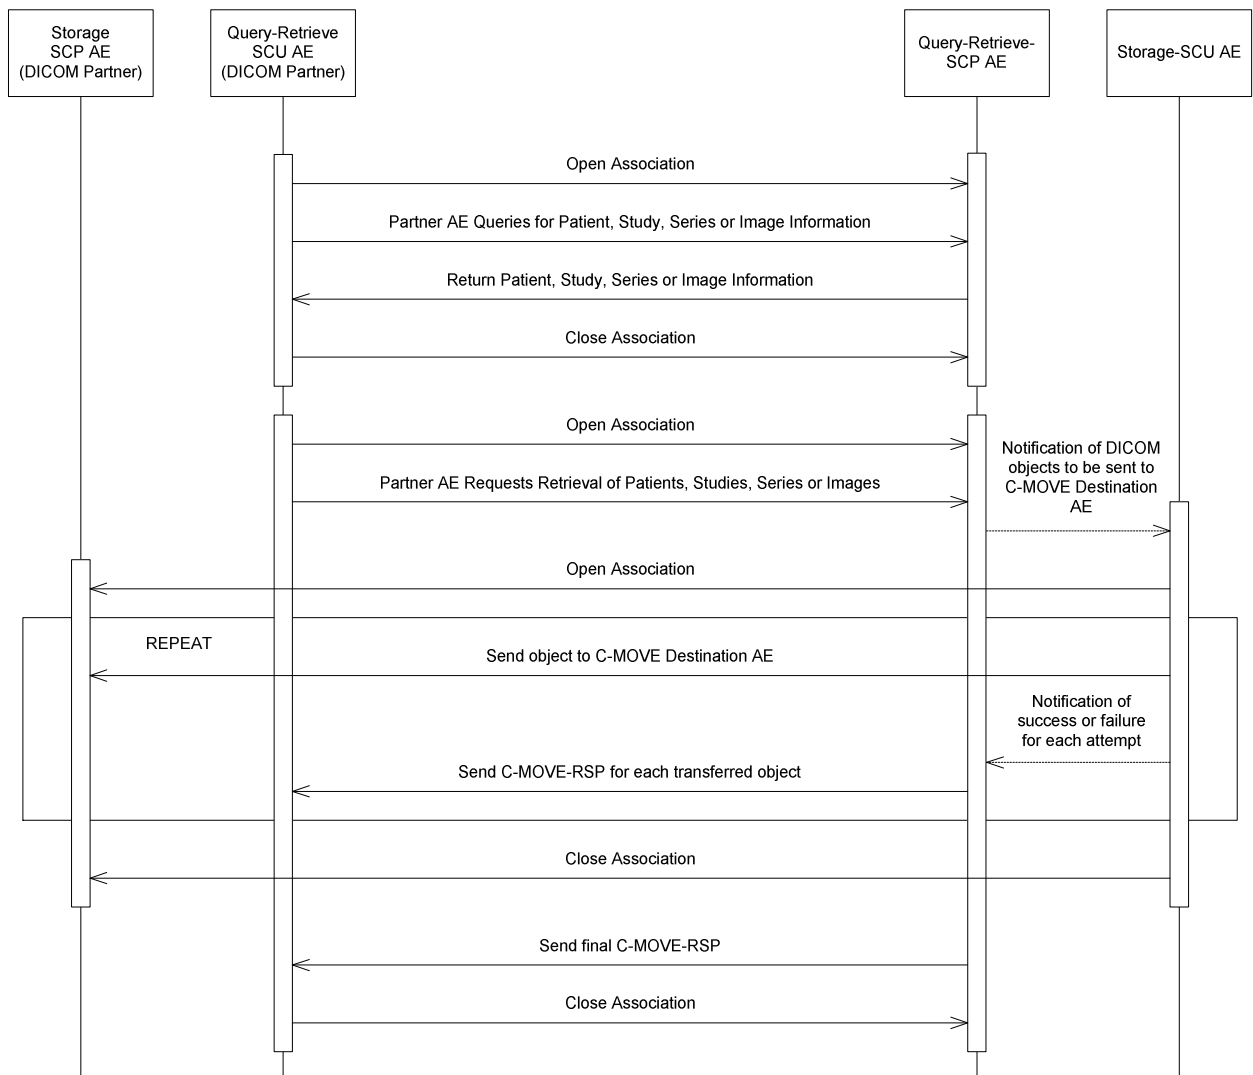 Storage
SCP AE
(DICOM Partner)
Query-Retrieve
SCU AE
(DICOM Partner)
Query-Retrieve-
SCP AE
Storage-SCU AE
Open Association
Partner AE Queries for Patient, Study, Series or Image Information
Return Patient, Study, Series or Image Information
Close Association
Open Association
Notification of DICOM
objects to be sent to
C-MOVE Destination
AE
Partner AE Requests Retrieval of Patients, Studies, Series or Images
Open Association
REPEAT
Send object to C-MOVE Destination AE
Notification of
success or failure
for each attempt
Send C-MOVE-RSP for each transferred object
Close Association
Send final C-MOVE-RSP
Close Association